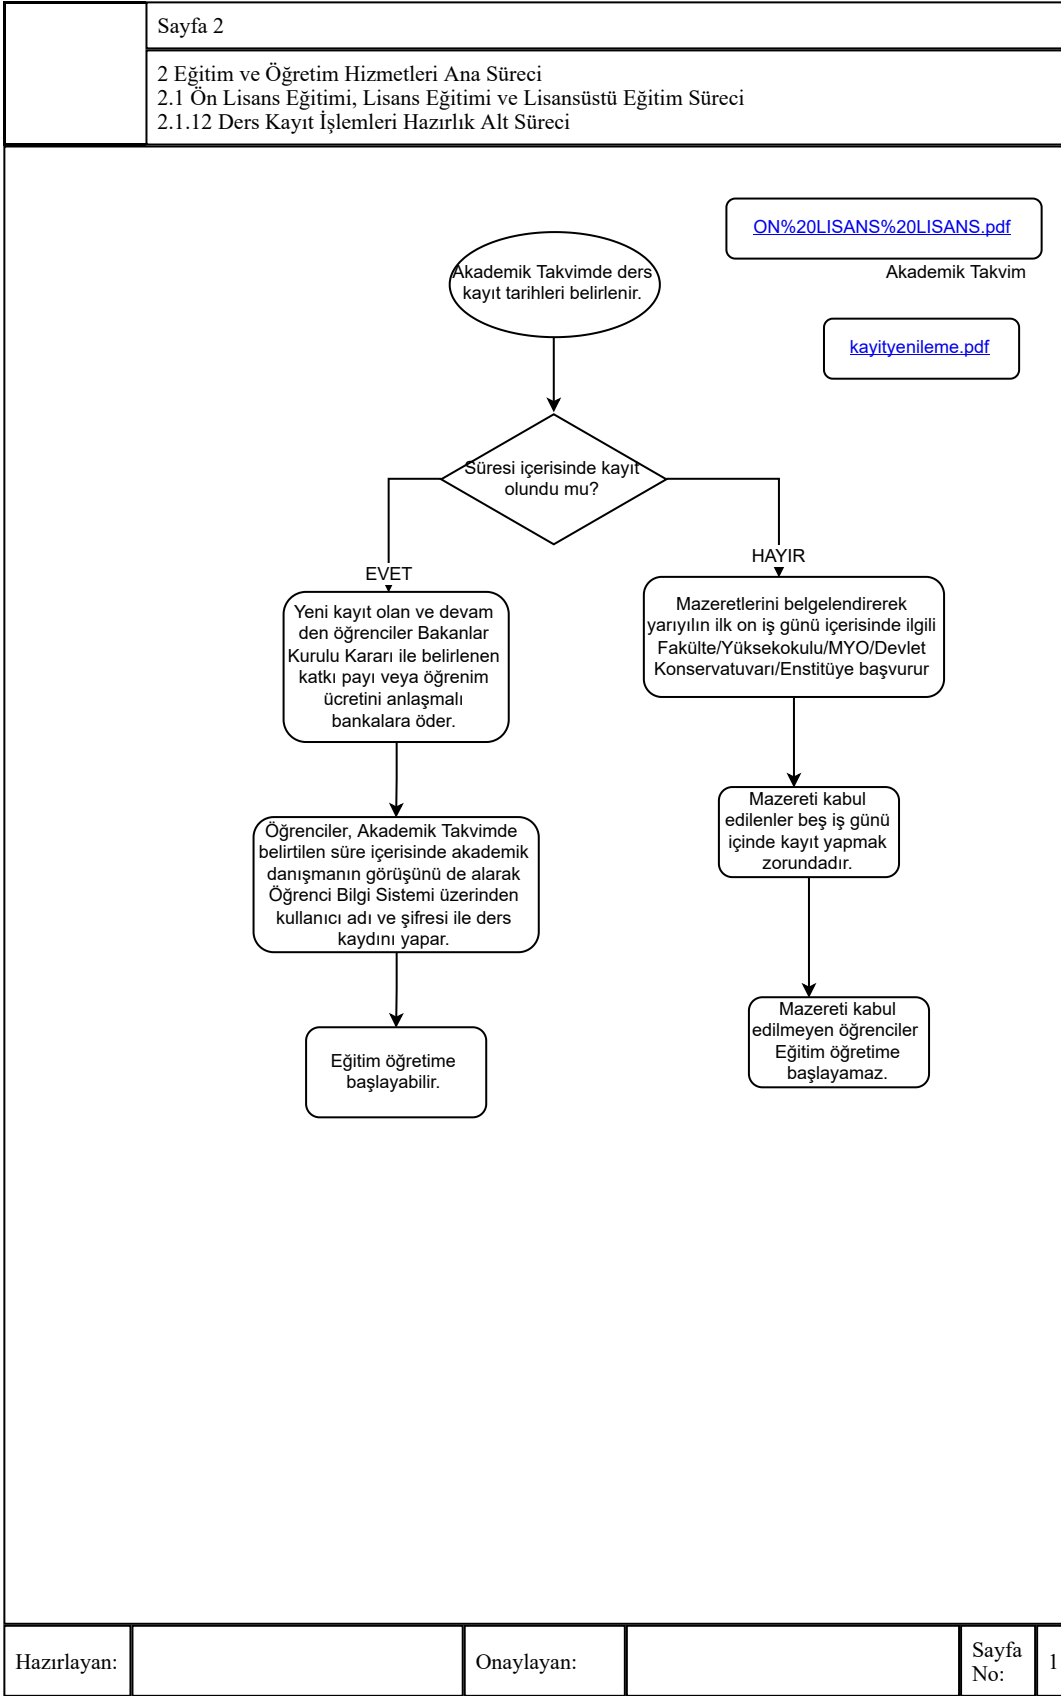 Sayfa 2
2 Eğitim ve Öğretim Hizmetleri Ana Süreci
2.1 Ön Lisans Eğitimi, Lisans Eğitimi ve Lisansüstü Eğitim Süreci
2.1.12 Ders Kayıt İşlemleri Hazırlık Alt Süreci
ON%20LISANS%20LISANS.pdf
Akademik Takvim
kayityenileme.pdf
Akademik Takvimde ders
kayıt tarihleri belirlenir.
Süresi içerisinde kayıt
olundu mu?
EVET
Yeni kayıt olan ve devam
den öğrenciler Bakanlar
Kurulu Kararı ile belirlenen
katkı payı veya öğrenim
ücretini anlaşmalı
bankalara öder.
Öğrenciler, Akademik Takvimde
belirtilen süre içerisinde akademik
danışmanın görüşünü de alarak
Öğrenci Bilgi Sistemi üzerinden
kullanıcı adı ve şifresi ile ders
kaydını yapar.
Eğitim öğretime
başlayabilir.
HAYIR
Mazeretlerini belgelendirerek
yarıyılın ilk on iş günü içerisinde ilgili
Fakülte/Yüksekokulu/MYO/Devlet
Konservatuvarı/Enstitüye başvurur
Mazereti kabul
edilenler beş iş günü
içinde kayıt yapmak
zorundadır.
Mazereti kabul
edilmeyen öğrenciler
Eğitim öğretime
başlayamaz.
Hazırlayan:
Onaylayan:
Sayfa
No:
1